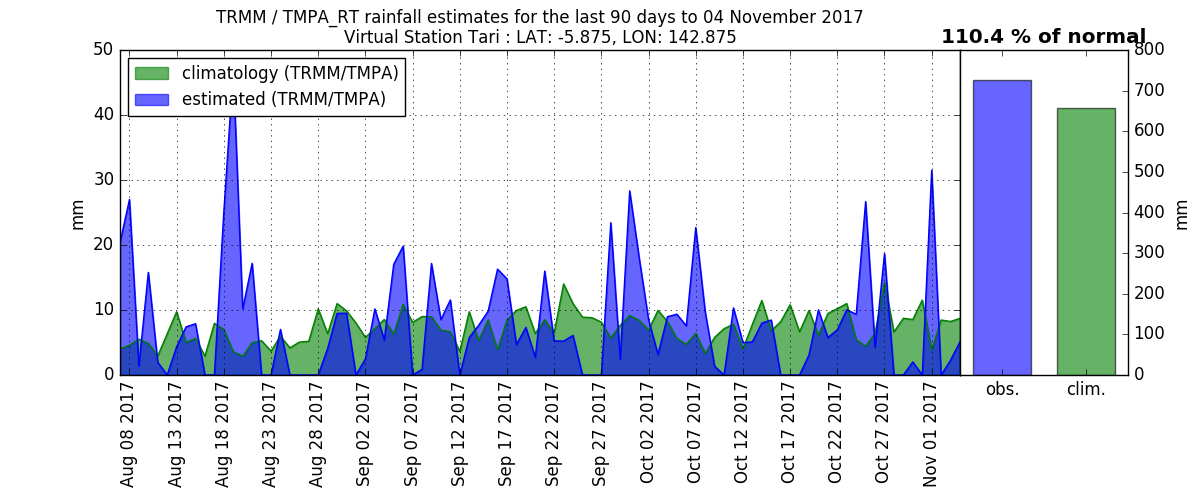 TRMM / TMPA_RT rainfall estimates for the last 90 days to 04 November 2017
Virtual Station Tari : LAT: -5.875, LON: 142.875
110.4 % of normal
climatology (TRMM/TMPA)
estimated (TRMM/TMPA)
50
40
30
20
10
0
mm
Aug 08 2017
Aug 13 2017
Aug 18 2017
Aug 23 2017
Aug 28 2017
Sep 02 2017
Sep 07 2017
Sep 12 2017
Sep 17 2017
Sep 22 2017
Sep 27 2017
Oct 02 2017
Oct 07 2017
Oct 12 2017
Oct 17 2017
Oct 22 2017
Oct 27 2017
Nov 01 2017
obs.
clim.
800
700
600
500
400
300
200
100
0
mm